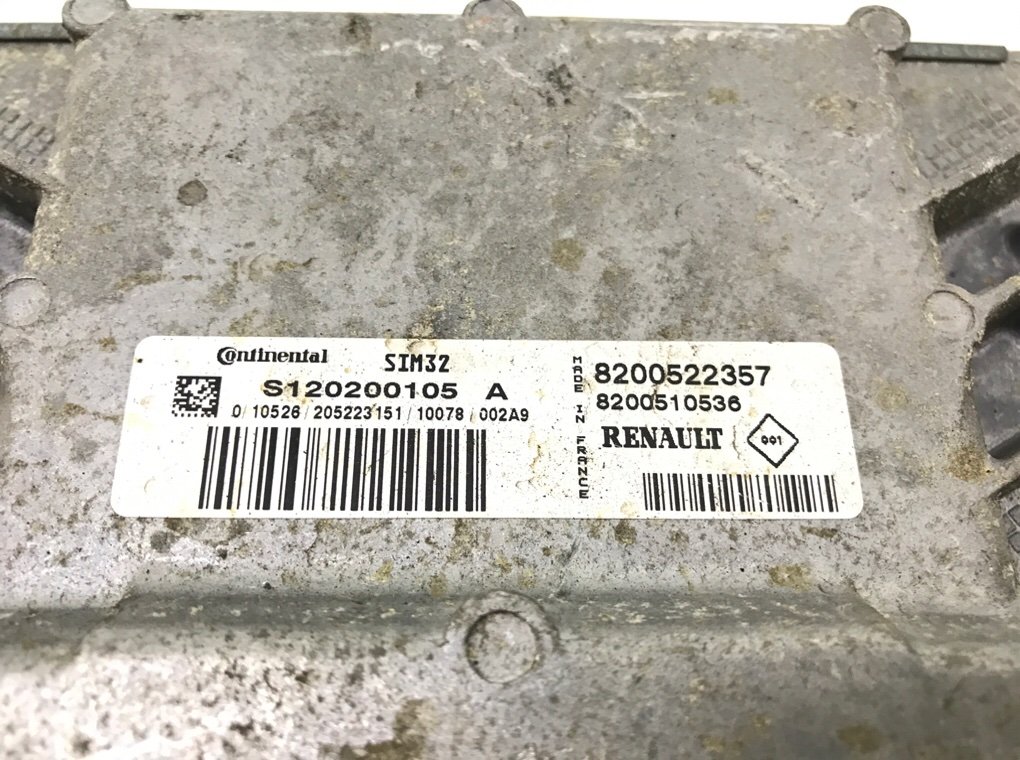 Continental SIM32
S120200105 A
0/10526/205223151/10078/002A9
MADE IN FRANCE
8200522357
8200510536
RENAULT 001